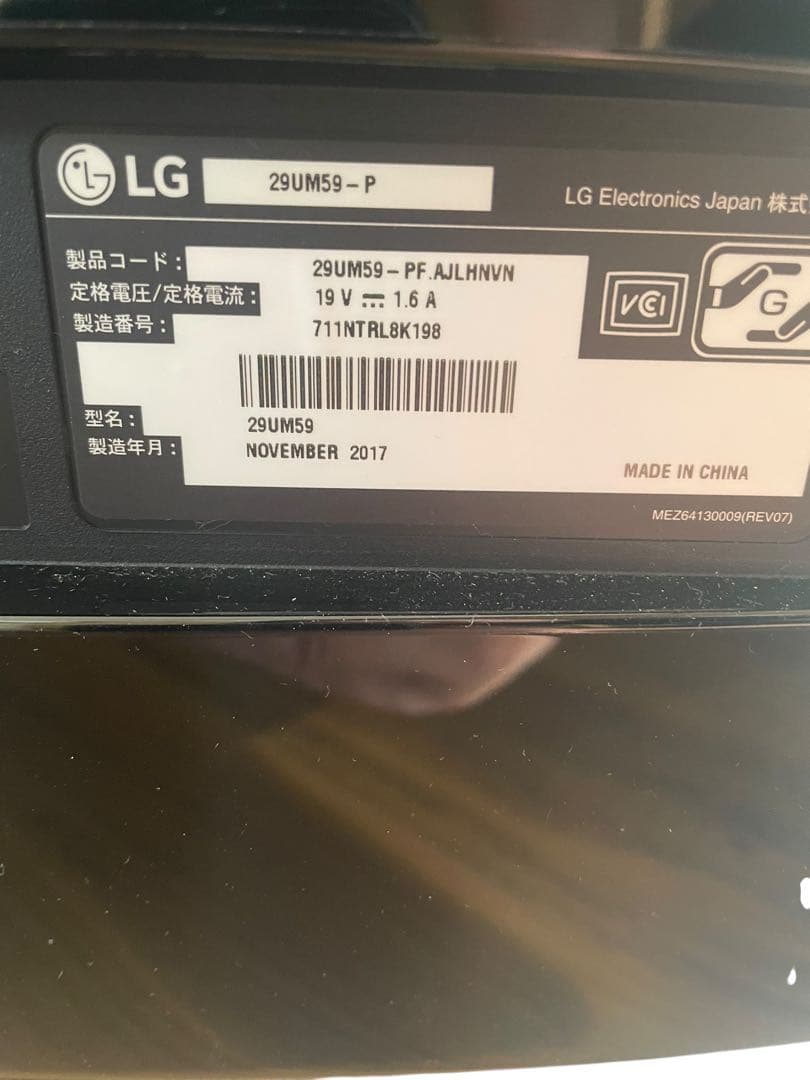 LG 29UM59-P
LG Electronics Japan 株式
製品コード: 29UM59-PF.AJLHNVN
定格電圧/定格電流: 19 V ⎓ 1.6 A
製造番号: 711NTRL8K198
VCI
G
型名: 29UM59
製造年月: NOVEMBER 2017
MADE IN CHINA
MEZ64130009(REV07)